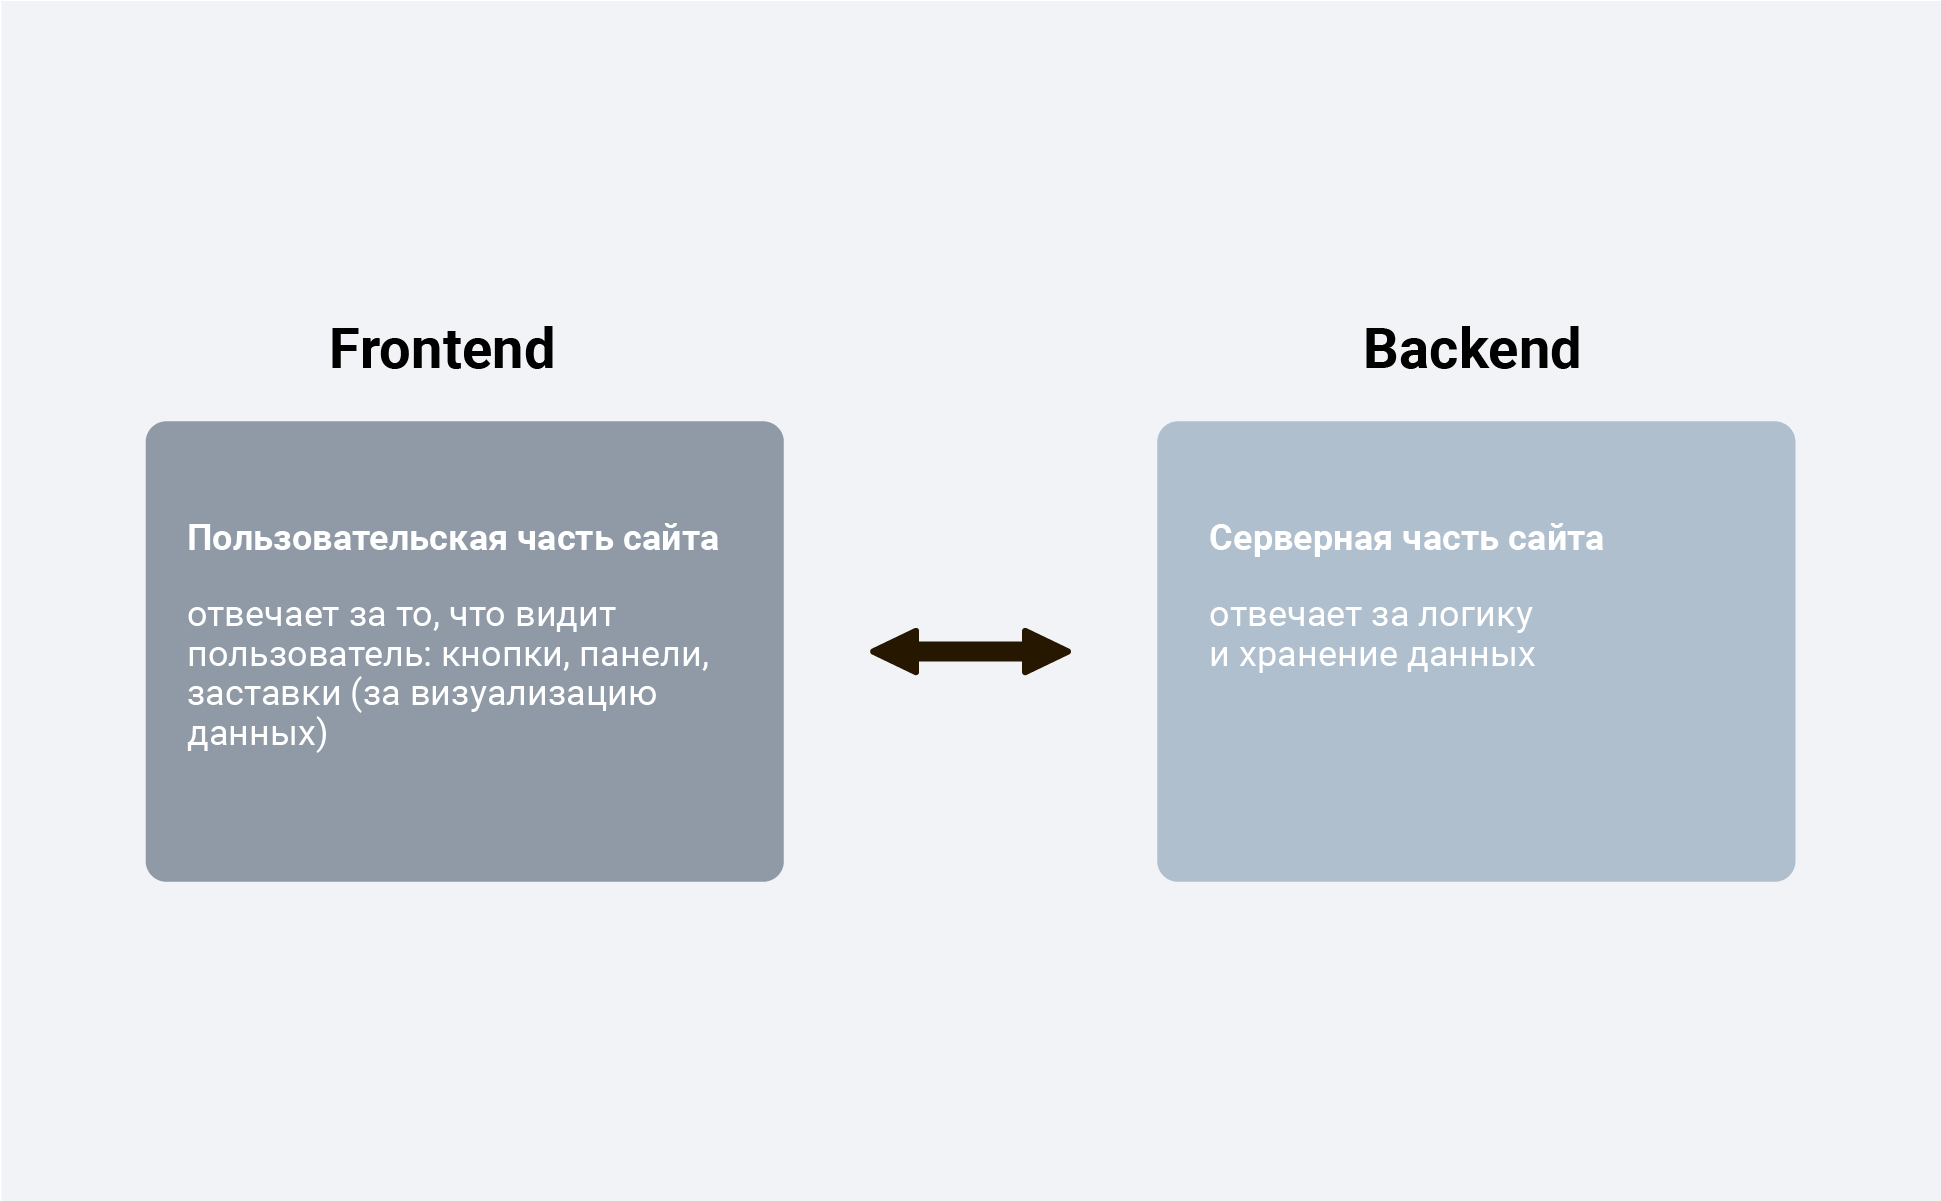 Frontend
Backend
Пользовательская часть сайта
отвечает за то, что видит
пользователь: кнопки, панели,
заставки (за визуализацию
данных)
Серверная часть сайта
отвечает за логику
и хранение данных